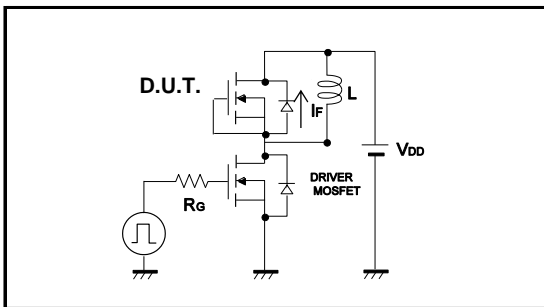 D.U.T.
IF
L
VDD
DRIVER
MOSFET
RG